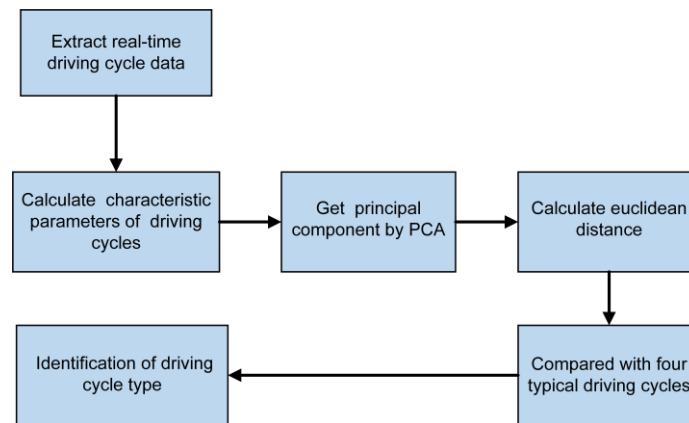 Extract real-time
driving cycle data
Calculate characteristic
parameters of driving
cycles
Get principal
component by PCA
Calculate euclidean
distance
Compared with four
typical driving cycles
Identification of driving
cycle type